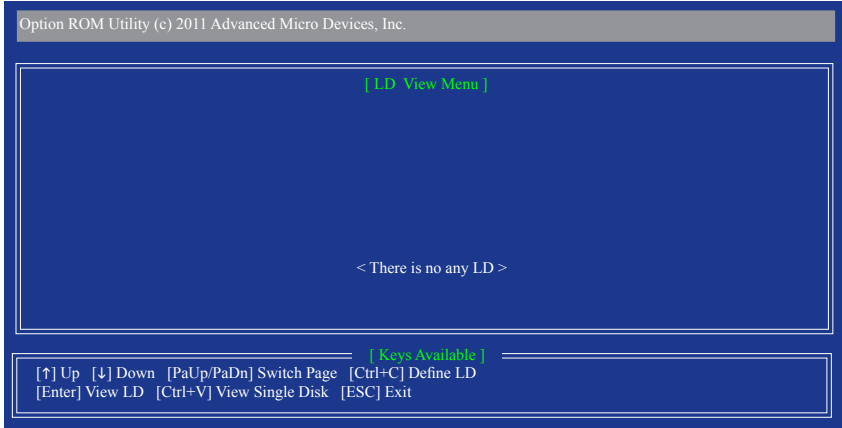 Option ROM Utility (c) 2011 Advanced Micro Devices, Inc.
[ LD  View Menu ]
< There is no any LD >
[ Keys Available ]
[↑] Up  [↓] Down  [PaUp/PaDn] Switch Page  [Ctrl+C] Define LD
[Enter] View LD  [Ctrl+V] View Single Disk  [ESC] Exit